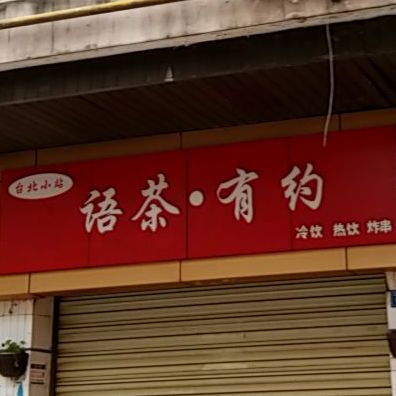 台北小站
语茶·有约
冷饮 热饮 炸串